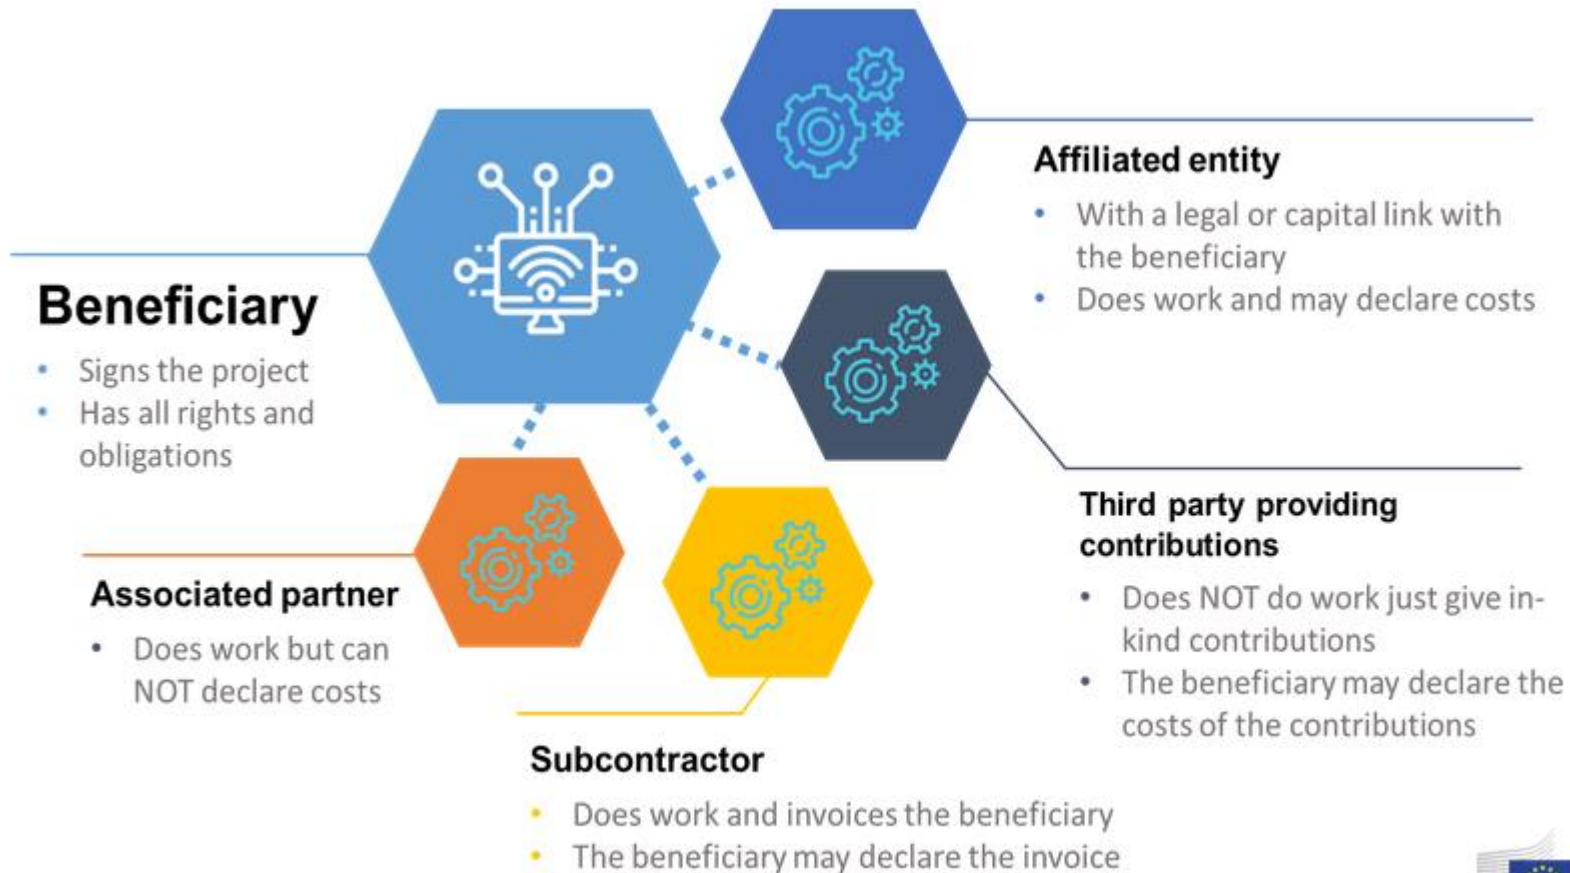 Beneficiary
• Signs the project
• Has all rights and
obligations
Affiliated entity
• With a legal or capital link with
the beneficiary
• Does work and may declare costs
Third party providing
contributions
• Does NOT do work just give in-
kind contributions
• The beneficiary may declare the
costs of the contributions
Associated partner
• Does work but can
NOT declare costs
Subcontractor
• Does work and invoices the beneficiary
• The beneficiary may declare the invoice